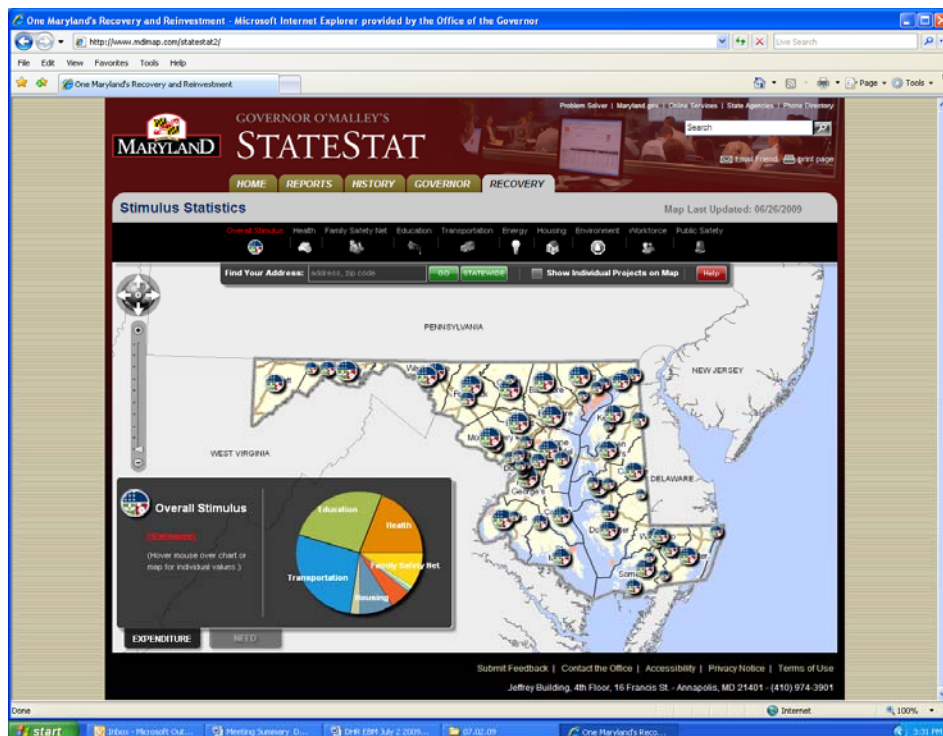 One Maryland's Recovery and Reinvestment - Microsoft Internet Explorer provided by the Office of the Governor
http://www.mdimap.com/statestat2/
Live Search
File Edit View Favorites Tools Help
One Maryland's Recovery and Reinvestment
Page Tools
Problem Solver | Maryland.gov | Online Services | State Agencies | Phone Directory
MARYLAND
GOVERNOR O'MALLEY'S
STATESTAT
Search
Email Friend print page
HOME REPORTS HISTORY GOVERNOR RECOVERY
Stimulus Statistics
Map Last Updated: 06/26/2009
Overall Stimulus Health Family Safety Net Education Transportation Energy Housing Environment Workforce Public Safety
Find Your Address: address, zip code GO STATEWIDE Show Individual Projects on Map Help
PENNSYLVANIA
NEW JERSEY
WEST VIRGINIA
DELAWARE
Overall Stimulus
(Hover mouse over chart or
map for individual values.)
Education
Health
Family Safety Net
Transportation
Housing
EXPENDITURE NEED
Submit Feedback | Contact the Office | Accessibility | Privacy Notice | Terms of Use
Jeffrey Building, 4th Floor, 16 Francis St. - Annapolis, MD 21401 - (410) 974-3901
Done
Internet
100%
start
Inbox - Microsoft Out...
Meeting Summary D...
DHR EBM July 2 2009...
07.02.09
One Maryland's Reco...
3:31 PM